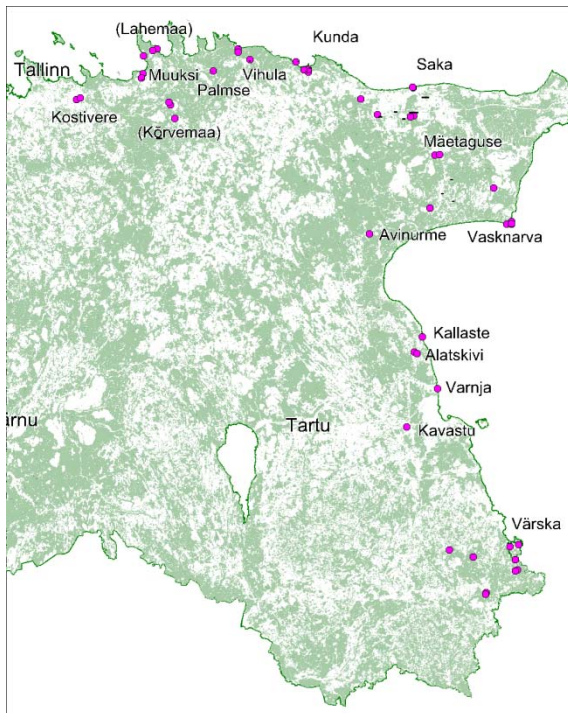 (Lahemaa)
Kunda
Tallinn
Muuksi
Vihula
Saka
Palmse
Kostivere
(Kõrvemaa)
Mäetaguse
Avinurme
Vasknarva
Kallaste
Alatskivi
Varnja
ärnu
Tartu
Kavastu
Värska